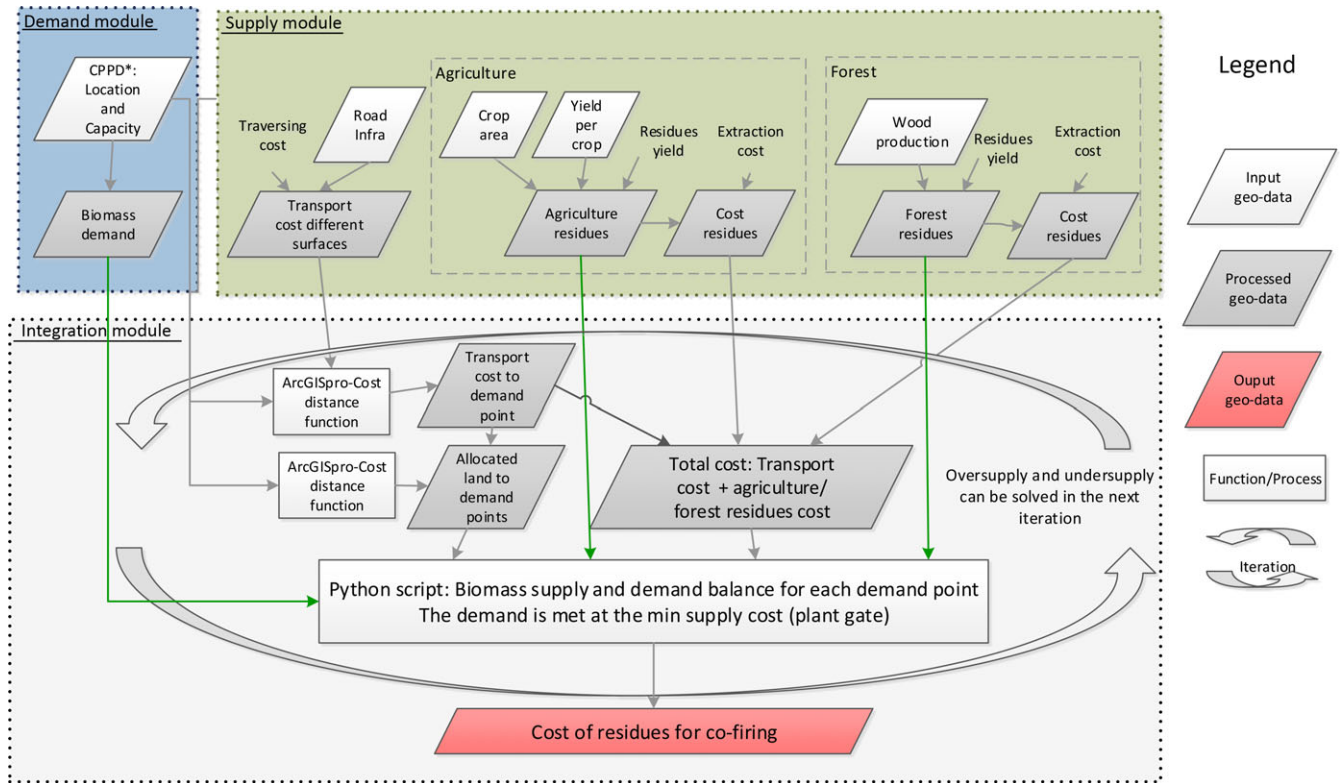 Demand module
CPPD*:
Location
and
Capacity
Biomass
demand
Supply module
Traversing
cost
Road
Infra
Transport
cost different
surfaces
Agriculture
Crop
area
Yield
per
crop
Residues
yield
Extraction
cost
Agriculture
residues
Cost
residues
Forest
Wood
production
Residues
yield
Extraction
cost
Forest
residues
Cost
residues
Integration module
ArcGISpro-Cost
distance
function
Transport
cost to
demand
point
ArcGISpro-Cost
distance
function
Allocated
land to
demand
points
Total cost: Transport
cost + agriculture/
forest residues cost
Oversupply and undersupply
can be solved in the next
iteration
Python script: Biomass supply and demand balance for each demand point
The demand is met at the min supply cost (plant gate)
Cost of residues for co-firing
Legend
Input
geo-data
Processed
geo-data
Ouput
geo-data
Function/Process
Iteration